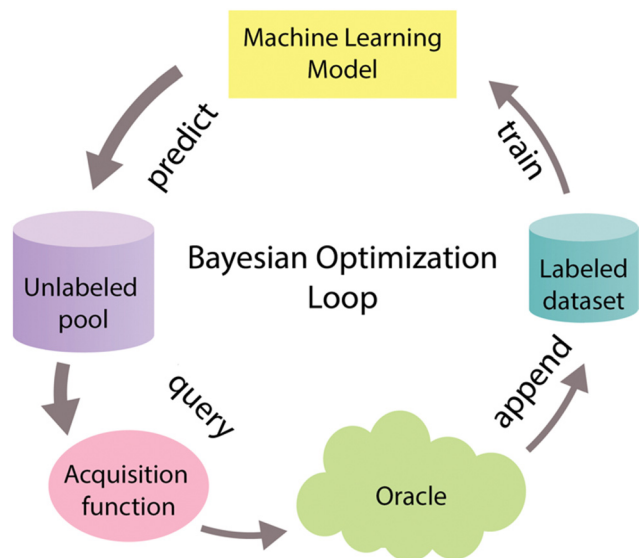 Machine Learning
Model
predict
train
Unlabeled
pool
Bayesian Optimization
Loop
Labeled
dataset
query
append
Acquisition
function
Oracle